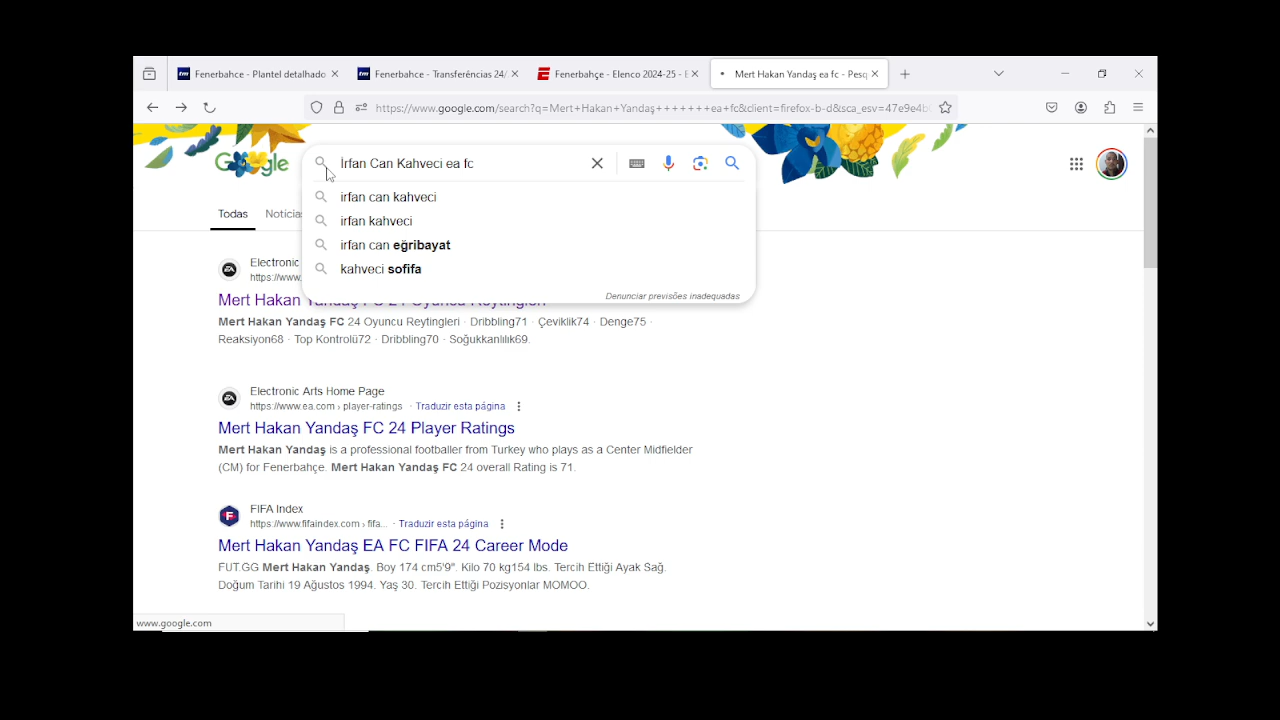 Fenerbahce - Plantel detalhado
Fenerbahce - Transferências 24/
Fenerbahçe - Elenco 2024-25 - E
Mert Hakan Yandaş ea fc - Pesq
https://www.google.com/search?q=Mert+Hakan+Yandaş+++++++ea+fc&client=firefox-b-d&sca_esv=47e9e4b
Google
İrfan Can Kahveci ea fc
irfan can kahveci
irfan kahveci
irfan can eğribayat
kahveci sofifa
Denunciar previsões inadequadas
Todas Notícias
Electronic
https://www.
Mert Hakan Yandaş FC 24 Oyuncu Reytingleri
Mert Hakan Yandaş FC 24 Oyuncu Reytingleri · Dribbling71 · Çeviklik74 · Denge75 ·
Reaksiyon68 · Top Kontrolü72 · Dribbling70 · Soğukkanlılık69.
Electronic Arts Home Page
https://www.ea.com › player-ratings · Traduzir esta página
Mert Hakan Yandaş FC 24 Player Ratings
Mert Hakan Yandaş is a professional footballer from Turkey who plays as a Center Midfielder
(CM) for Fenerbahçe. Mert Hakan Yandaş FC 24 overall Rating is 71.
FIFA Index
https://www.fifaindex.com › fifa... · Traduzir esta página
Mert Hakan Yandaş EA FC FIFA 24 Career Mode
FUT.GG Mert Hakan Yandaş. Boy 174 cm5'9". Kilo 70 kg154 lbs. Tercih Ettiği Ayak Sağ.
Doğum Tarihi 19 Ağustos 1994. Yaş 30. Tercih Ettiği Pozisyonlar MOMOO.
www.google.com